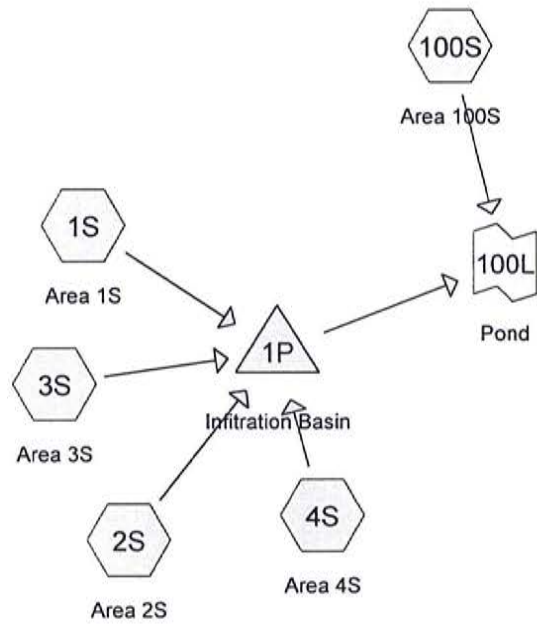 100S
Area 100S
1S
Area 1S
100L
Pond
1P
Infitration Basin
3S
Area 3S
2S
Area 2S
4S
Area 4S